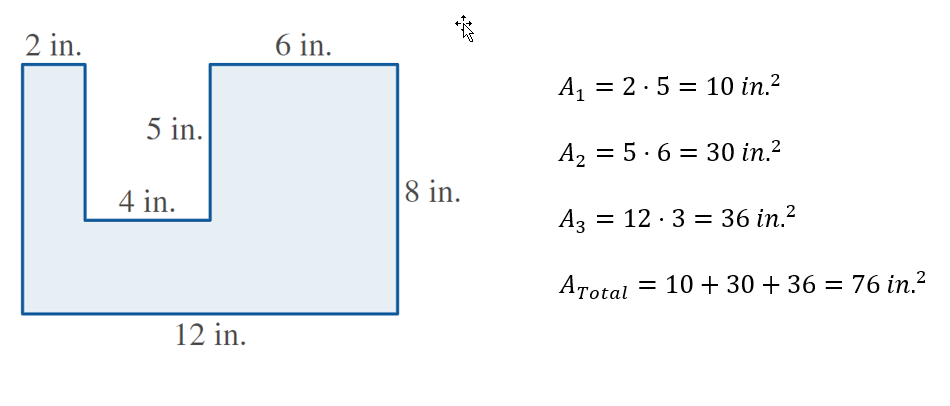 2 in.
6 in.
5 in.
4 in.
8 in.
12 in.
A₁ = 2 · 5 = 10 in.²
A₂ = 5 · 6 = 30 in.²
A₃ = 12 · 3 = 36 in.²
A_Total = 10 + 30 + 36 = 76 in.²